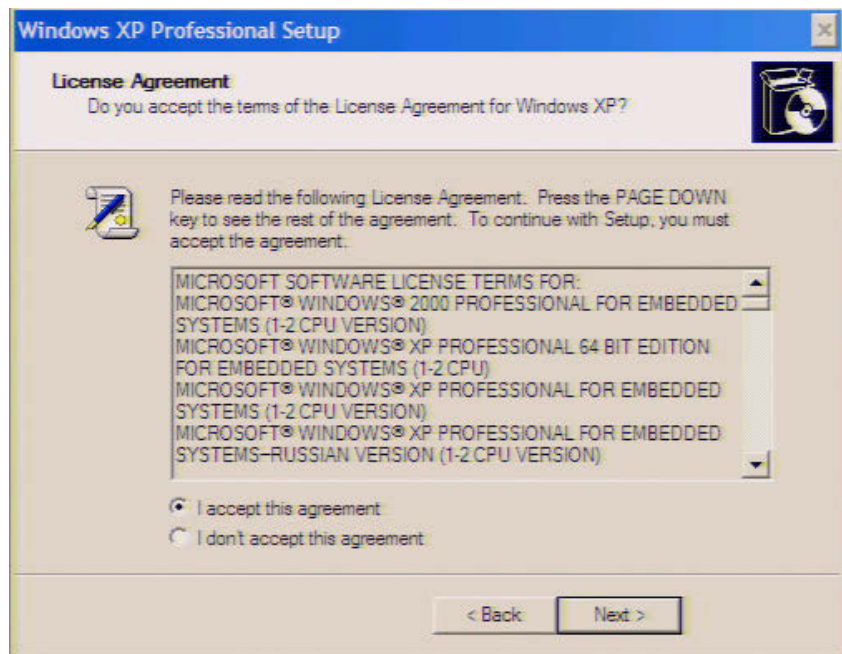 Windows XP Professional Setup
License Agreement
Do you accept the terms of the License Agreement for Windows XP?
Please read the following License Agreement. Press the PAGE DOWN
key to see the rest of the agreement. To continue with Setup, you must
accept the agreement.
MICROSOFT SOFTWARE LICENSE TERMS FOR:
MICROSOFT® WINDOWS® 2000 PROFESSIONAL FOR EMBEDDED
SYSTEMS (1-2 CPU VERSION)
MICROSOFT® WINDOWS® XP PROFESSIONAL 64 BIT EDITION
FOR EMBEDDED SYSTEMS (1-2 CPU)
MICROSOFT® WINDOWS® XP PROFESSIONAL FOR EMBEDDED
SYSTEMS (1-2 CPU VERSION)
MICROSOFT® WINDOWS® XP PROFESSIONAL FOR EMBEDDED
SYSTEMS–RUSSIAN VERSION (1-2 CPU VERSION)
I accept this agreement
I don't accept this agreement
< Back Next >